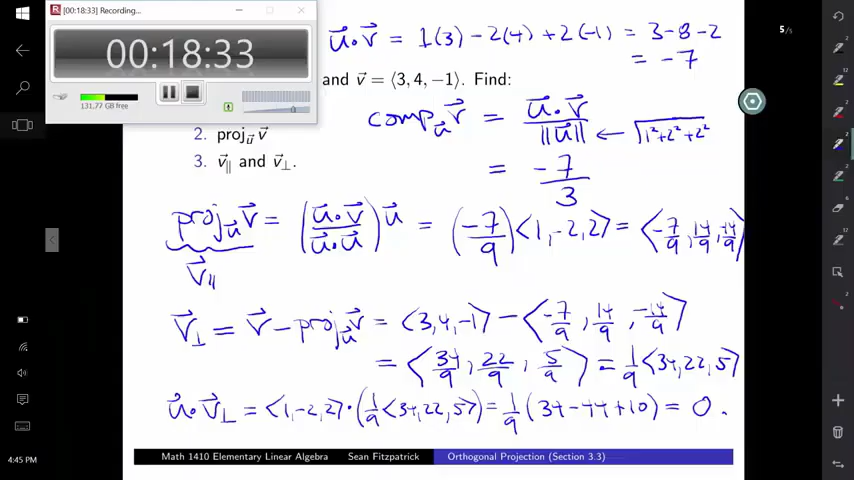 [00:18:33] Recording...
00:18:33
131,77 GB free
5/5
u⃗·v⃗ = 1(3) - 2(4) + 2(-1) = 3-8-2
= -7
and v⃗ = ⟨3, 4, −1⟩. Find:
comp_u⃗ v⃗ = u⃗·v⃗ / ||u⃗|| ← √(1²+2²+2²)
2. proj_u⃗ v⃗
= -7/3
3. v⃗∥ and v⃗⊥.
proj_u⃗ v⃗ = (u⃗·v⃗ / u⃗·u⃗) u⃗ = (-7/9) ⟨1,-2,2⟩ = ⟨-7/9, 14/9, -14/9⟩
v⃗∥
v⃗⊥ = v⃗ - proj_u⃗ v⃗ = ⟨3,4,-1⟩ - ⟨-7/9, 14/9, -14/9⟩
= ⟨34/9, 22/9, 5/9⟩ = 1/9 ⟨34,22,5⟩
u⃗·v⃗⊥ = ⟨1,-2,2⟩·(1/9 ⟨34,22,5⟩) = 1/9 (34-44+10) = 0.
4:45 PM
Math 1410 Elementary Linear Algebra Sean Fitzpatrick Orthogonal Projection (Section 3.3)